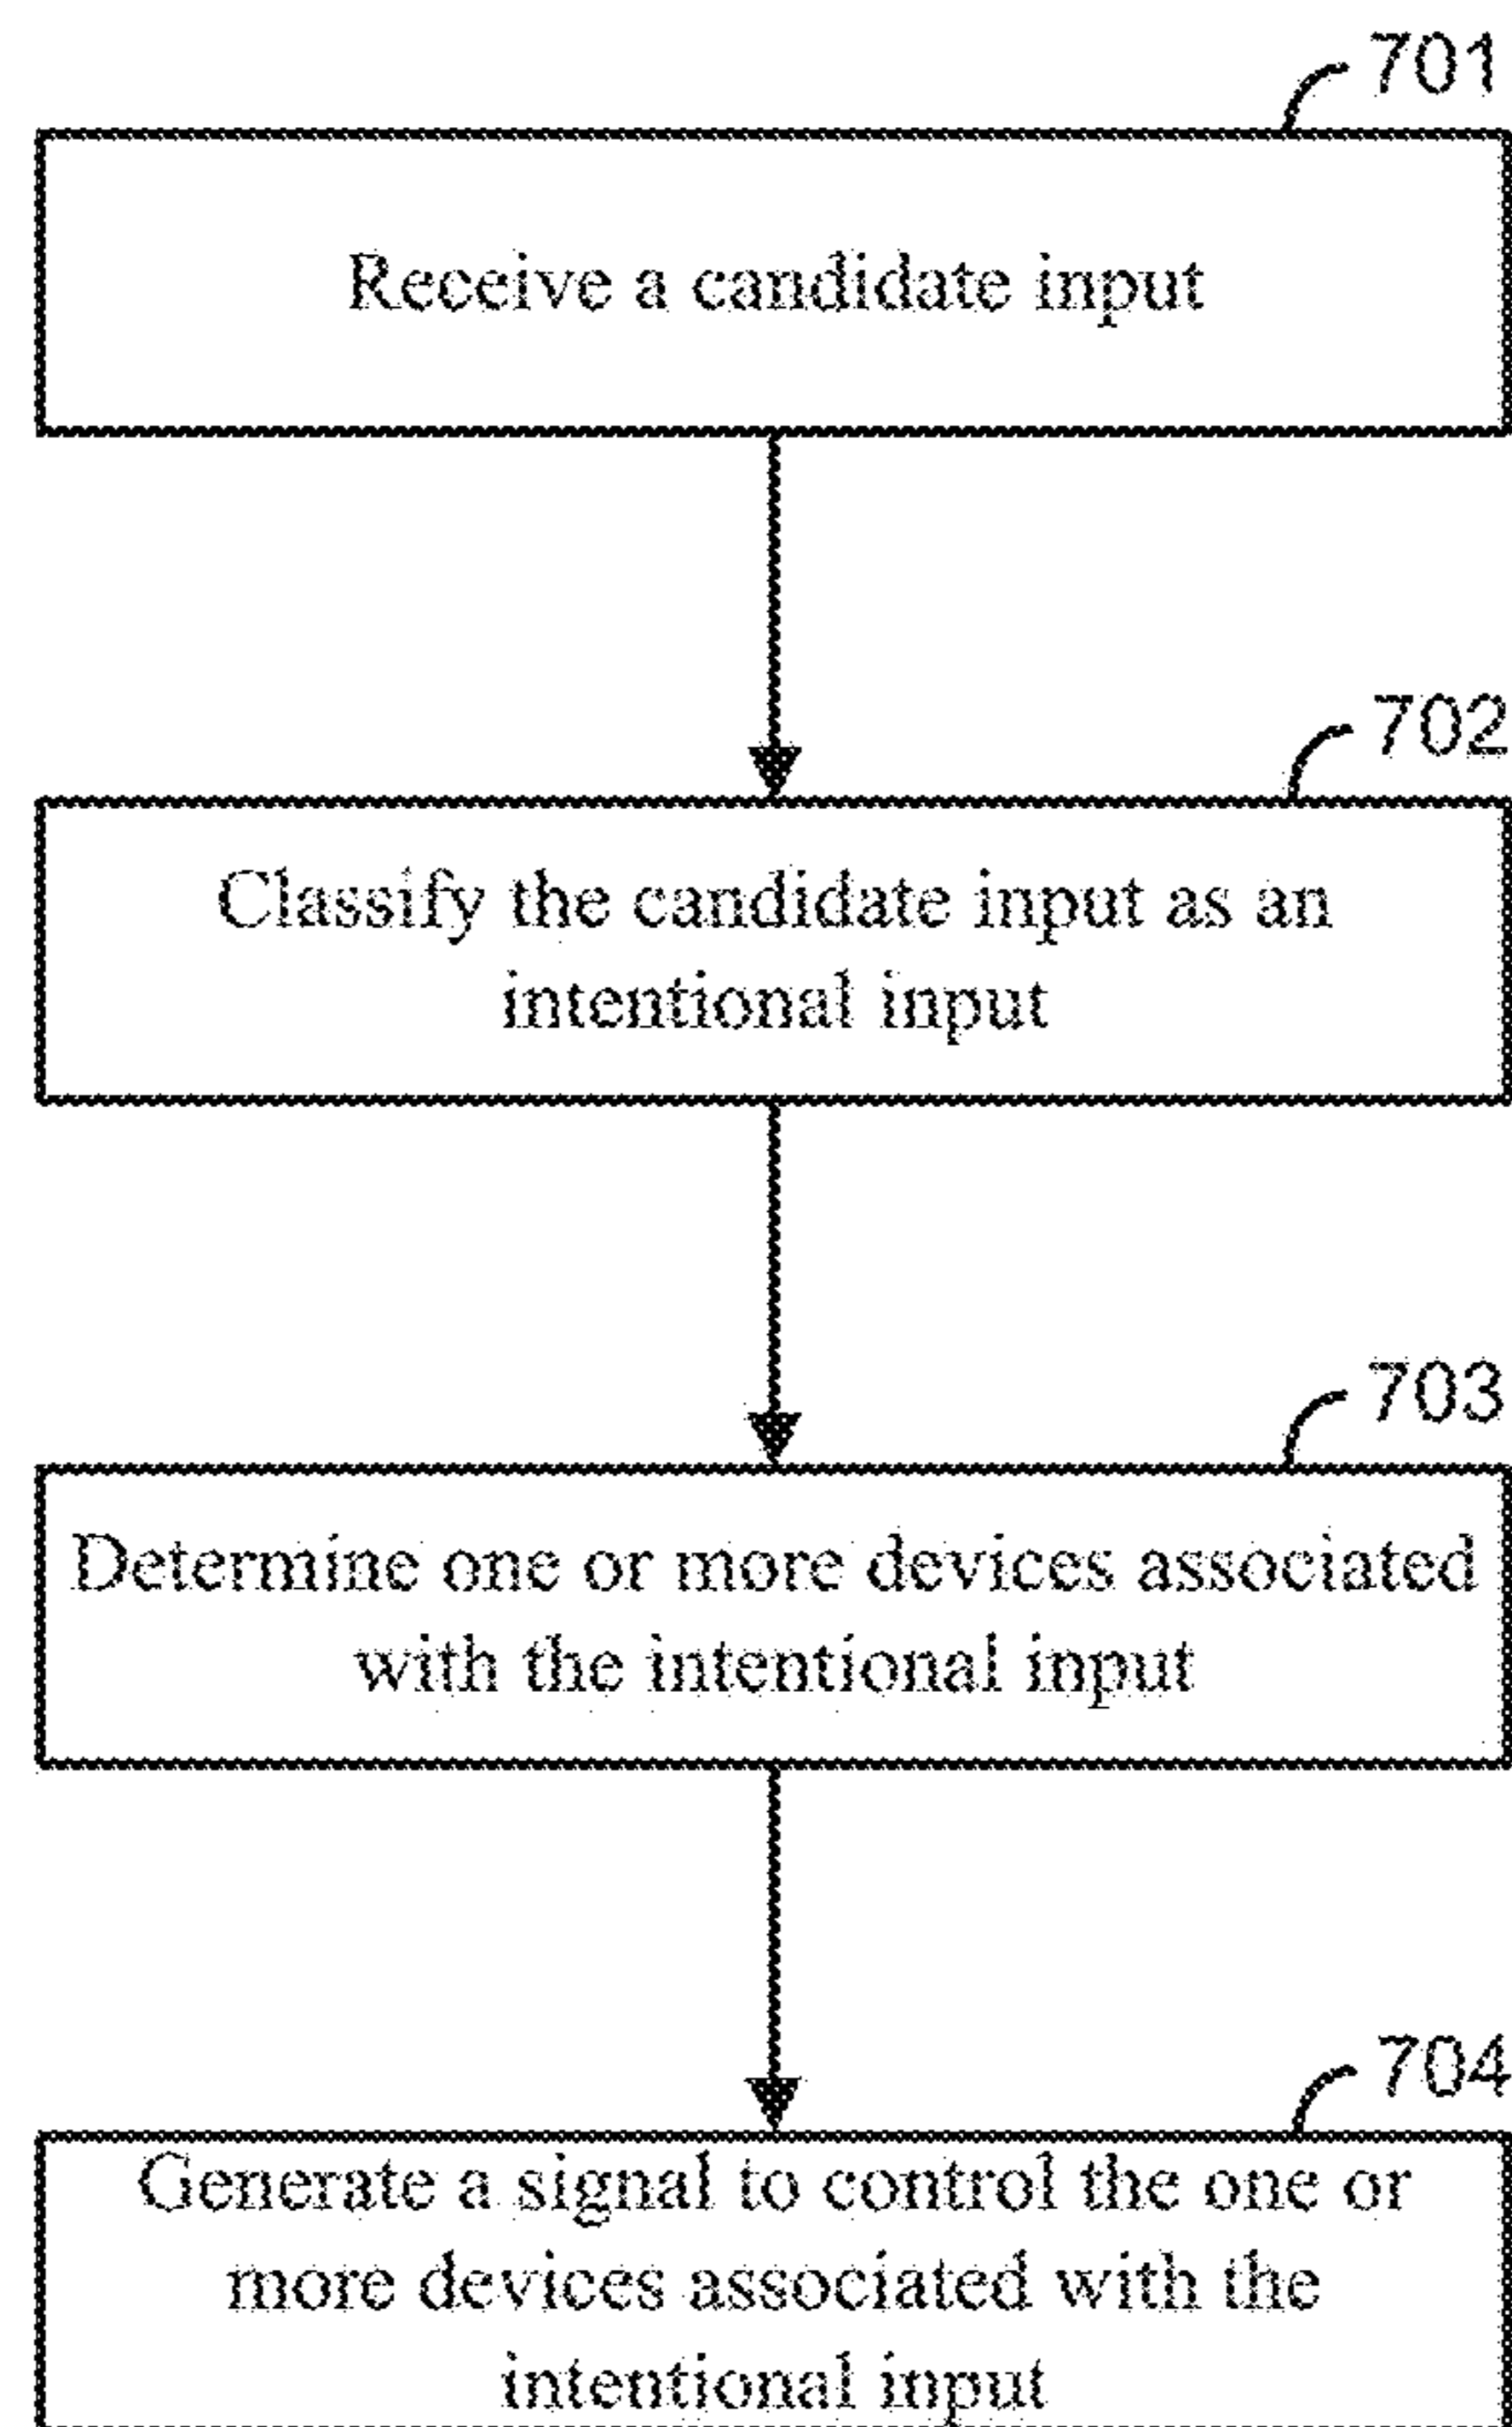 701
Receive a candidate input
702
Classify the candidate input as an
intentional input
703
Determine one or more devices associated
with the intentional input
704
Generate a signal to control the one or
more devices associated with the
intentional input